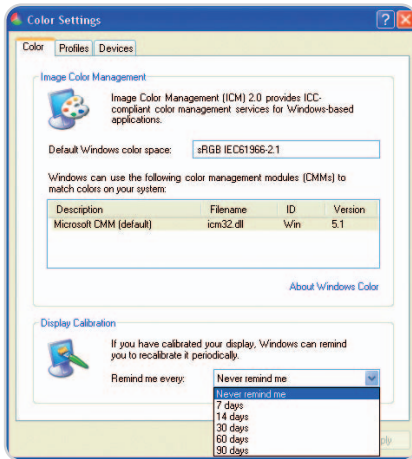 Color Settings
Color Profiles Devices
Image Color Management
Image Color Management (ICM) 2.0 provides ICC-
compliant color management services for Windows-based
applications.
Default Windows color space: sRGB IEC61966-2.1
Windows can use the following color management modules (CMMs) to
match colors on your system:
Description Filename ID Version
Microsoft CMM (default) icm32.dll Win 5.1
About Windows Color
Display Calibration
If you have calibrated your display, Windows can remind
you to recalibrate it periodically.
Remind me every: Never remind me
Never remind me
7 days
14 days
30 days
60 days
90 days